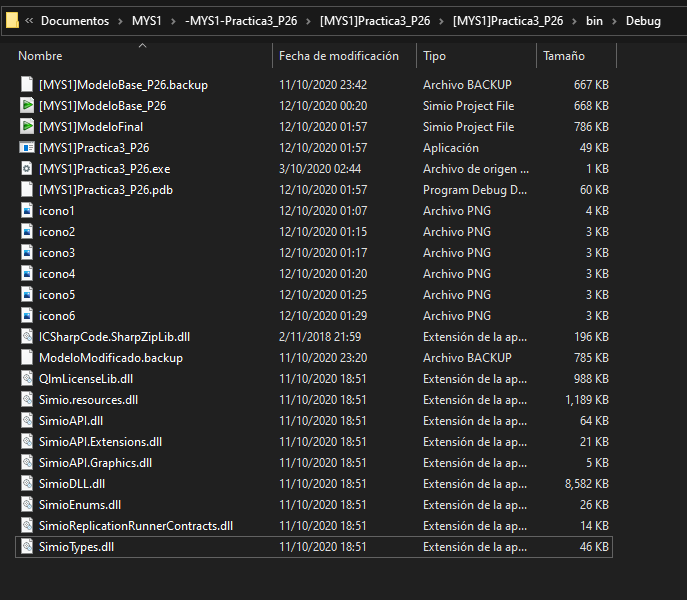 « Documentos > MYS1 > -MYS1-Practica3_P26 > [MYS1]Practica3_P26 > [MYS1]Practica3_P26 > bin > Debug
Nombre Fecha de modificación Tipo Tamaño
[MYS1]ModeloBase_P26.backup 11/10/2020 23:42 Archivo BACKUP 667 KB
[MYS1]ModeloBase_P26 12/10/2020 00:20 Simio Project File 668 KB
[MYS1]ModeloFinal 12/10/2020 01:57 Simio Project File 786 KB
[MYS1]Practica3_P26 12/10/2020 01:57 Aplicación 49 KB
[MYS1]Practica3_P26.exe 3/10/2020 02:44 Archivo de origen ... 1 KB
[MYS1]Practica3_P26.pdb 12/10/2020 01:57 Program Debug D... 60 KB
icono1 12/10/2020 01:07 Archivo PNG 4 KB
icono2 12/10/2020 01:15 Archivo PNG 3 KB
icono3 12/10/2020 01:17 Archivo PNG 3 KB
icono4 12/10/2020 01:20 Archivo PNG 3 KB
icono5 12/10/2020 01:25 Archivo PNG 3 KB
icono6 12/10/2020 01:29 Archivo PNG 3 KB
ICSharpCode.SharpZipLib.dll 2/11/2018 21:59 Extensión de la ap... 196 KB
ModeloModificado.backup 11/10/2020 23:20 Archivo BACKUP 785 KB
QlmLicenseLib.dll 11/10/2020 18:51 Extensión de la ap... 988 KB
Simio.resources.dll 11/10/2020 18:51 Extensión de la ap... 1,189 KB
SimioAPI.dll 11/10/2020 18:51 Extensión de la ap... 64 KB
SimioAPI.Extensions.dll 11/10/2020 18:51 Extensión de la ap... 21 KB
SimioAPI.Graphics.dll 11/10/2020 18:51 Extensión de la ap... 5 KB
SimioDLL.dll 11/10/2020 18:51 Extensión de la ap... 8,582 KB
SimioEnums.dll 11/10/2020 18:51 Extensión de la ap... 26 KB
SimioReplicationRunnerContracts.dll 11/10/2020 18:51 Extensión de la ap... 14 KB
SimioTypes.dll 11/10/2020 18:51 Extensión de la ap... 46 KB